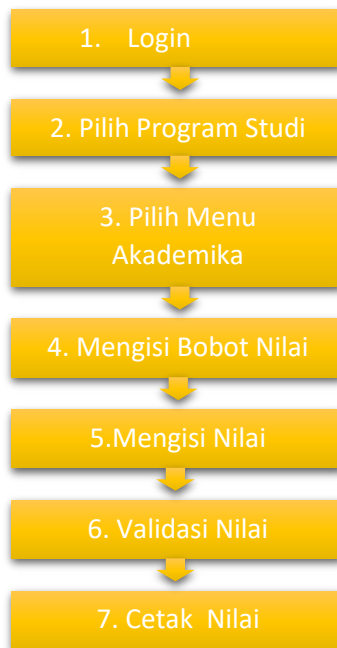 1. Login
2. Pilih Program Studi
3. Pilih Menu
Akademika
4. Mengisi Bobot Nilai
5.Mengisi Nilai
6. Validasi Nilai
7. Cetak Nilai